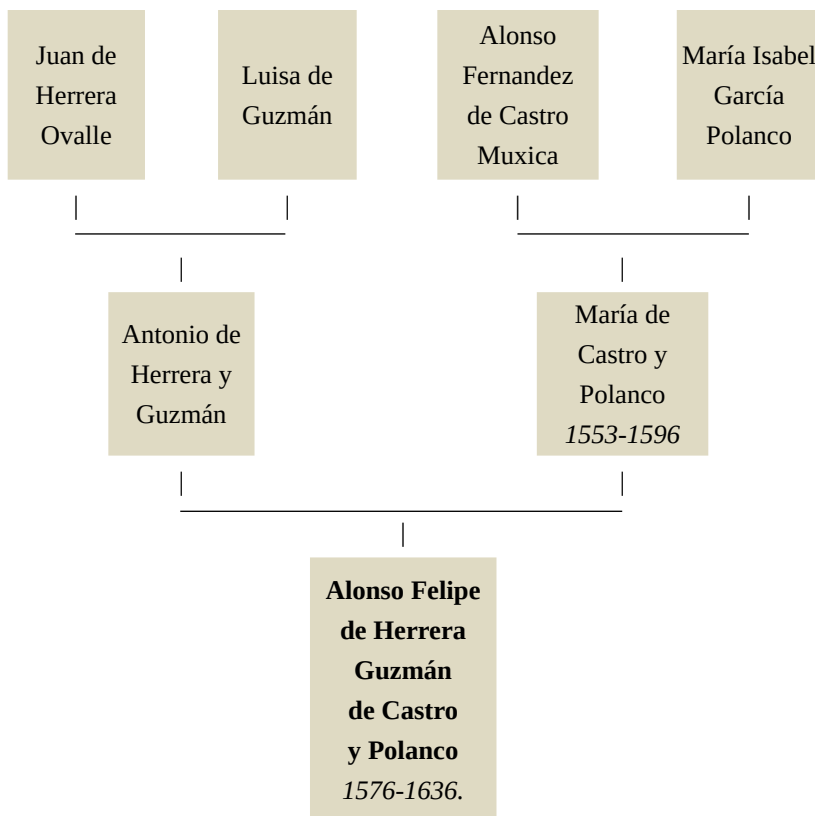 Juan de
Herrera
Ovalle
Luisa de
Guzmán
Alonso
Fernandez
de Castro
Muxica
María Isabel
García
Polanco
Antonio de
Herrera y
Guzmán
María de
Castro y
Polanco
1553-1596
Alonso Felipe
de Herrera
Guzmán
de Castro
y Polanco
1576-1636.